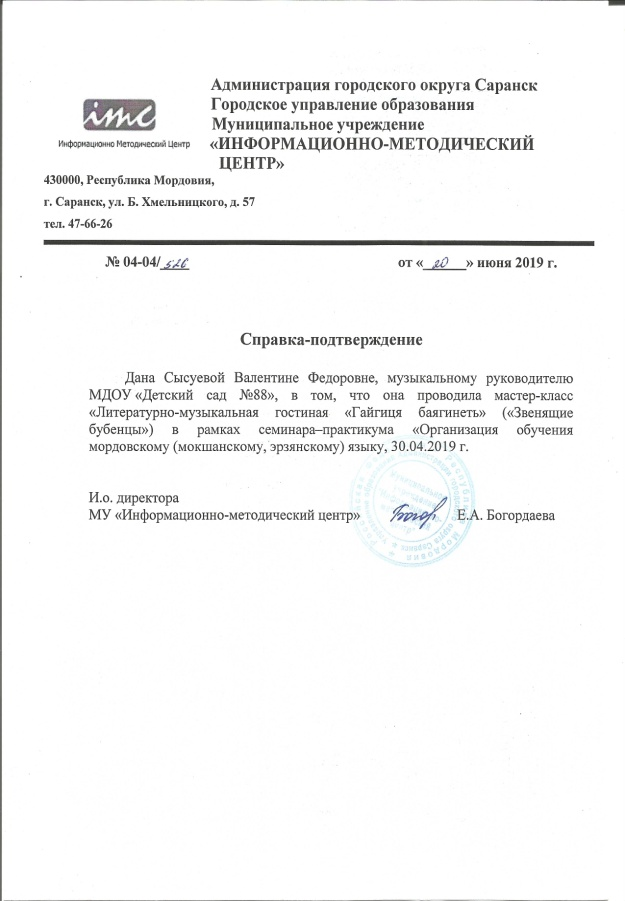 Администрация городского округа Саранск
Городское управление образования
Муниципальное учреждение
«ИНФОРМАЦИОННО-МЕТОДИЧЕСКИЙ
ЦЕНТР»
imc
Информационно Методический Центр
430000, Республика Мордовия,
г. Саранск, ул. Б. Хмельницкого, д. 57
тел. 47-66-26
№ 04-04/526 от «20» июня 2019 г.
Справка-подтверждение
Дана Сысуевой Валентине Федоровне, музыкальному руководителю
МДОУ «Детский сад №88», в том, что она проводила мастер-класс
«Литературно-музыкальная гостиная «Гайгиця баягинеть» («Звенящие
бубенцы») в рамках семинара–практикума «Организация обучения
мордовскому (мокшанскому, эрзянскому) языку, 30.04.2019 г.
И.о. директора
МУ «Информационно-методический центр» Е.А. Богордаева